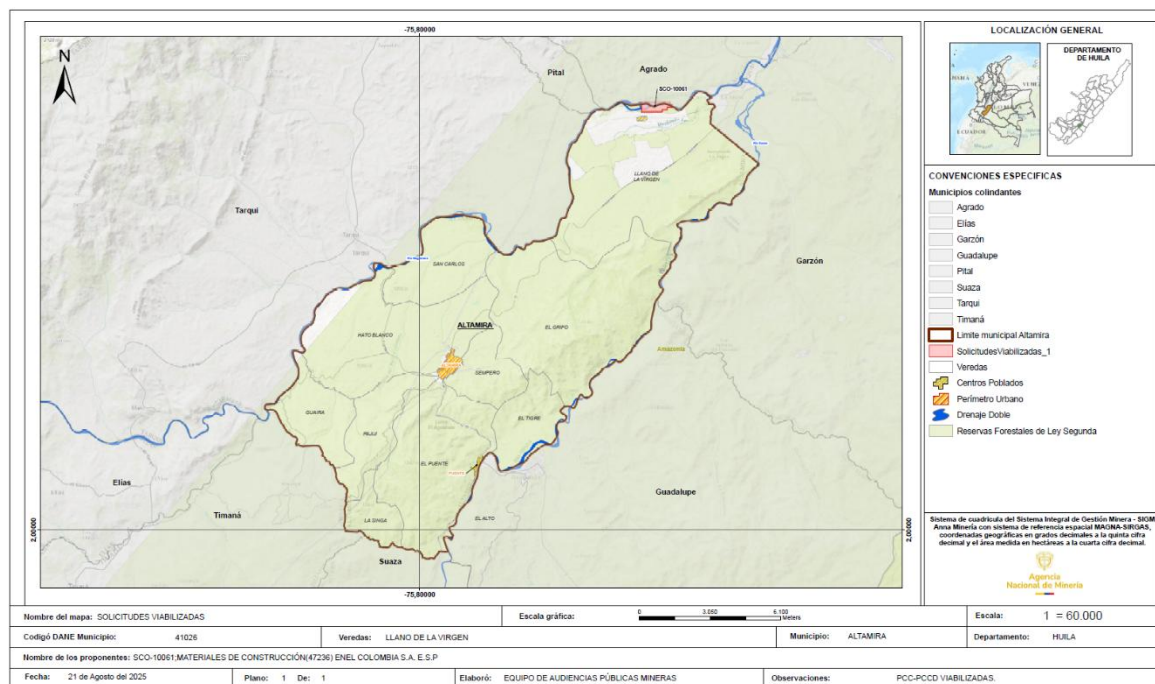 -75,80000
N
Pital
Agrado
SCO-10061
LLANO DE
LA VIRGEN
Tarqui
Garzón
SAN CARLOS
HATO BLANCO
ALTAMIRA
EL GRIFO
Amazonía
SEMPERO
GUAIRA
PAJIJI
EL TIGRE
EL PUENTE
Elías
Timaná
Guadalupe
LA SINGA
EL ALTO
2,00000
2,00000
Suaza
-75,80000
LOCALIZACIÓN GENERAL
DEPARTAMENTO
DE HUILA
ECUADOR
CONVENCIONES ESPECIFICAS
Municipios colindantes
Agrado
Elías
Garzón
Guadalupe
Pital
Suaza
Tarqui
Timaná
Limite municipal Altamira
SolicitudesViabilizadas_1
Veredas
Centros Poblados
Perímetro Urbano
Drenaje Doble
Reservas Forestales de Ley Segunda
Sistema de cuadricula del Sistema Integral de Gestión Minera - SIGM
Anna Minería con sistema de referencia espacial MAGNA-SIRGAS,
coordenadas geográficas en grados decimales a la quinta cifra
decimal y el área medida en hectáreas a la cuarta cifra decimal.
Agencia
Nacional de Minería
Nombre del mapa: SOLICITUDES VIABILIZADAS
Escala gráfica: 0 3.050 6.100 Meters
Escala: 1 = 60.000
Codigó DANE Municipio: 41026
Veredas: LLANO DE LA VIRGEN
Municipio: ALTAMIRA
Departamento: HUILA
Nombre de los proponentes: SCO-10061;MATERIALES DE CONSTRUCCIÓN(47236) ENEL COLOMBIA S.A. E.S.P
Fecha: 21 de Agosto del 2025
Plano: 1 De: 1
Elaboró: EQUIPO DE AUDIENCIAS PÚBLICAS MINERAS
Observaciones: PCC-PCCD VIABILIZADAS.